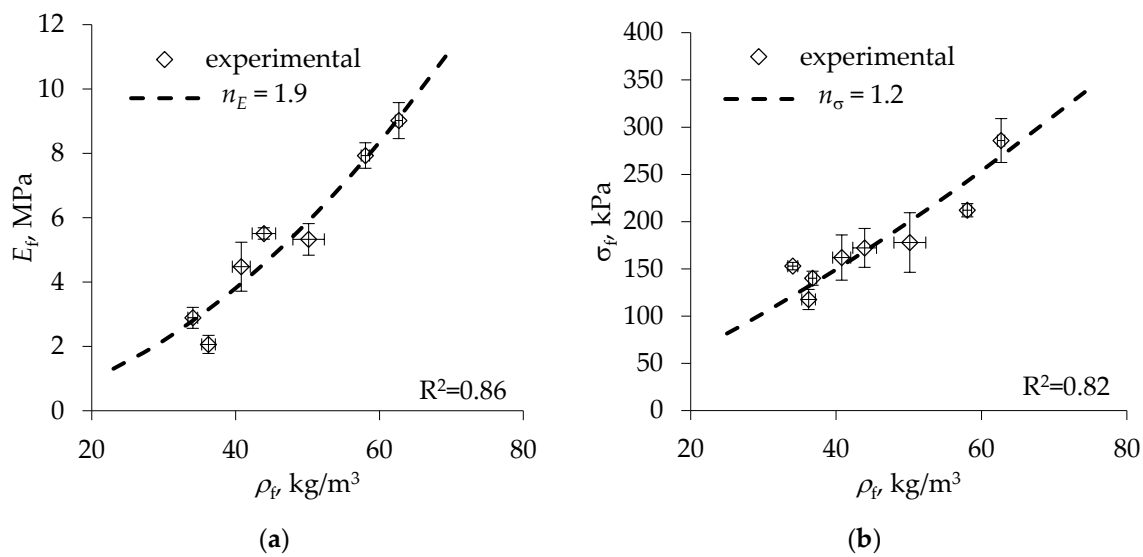 12
10
8
6
4
2
0
E_f, MPa
experimental
n_E = 1.9
R²=0.86
20 40 60 80
ρ_f, kg/m³
(a)
400
350
300
250
200
150
100
50
0
σ_f, kPa
experimental
n_σ = 1.2
R²=0.82
20 40 60 80
ρ_f, kg/m³
(b)